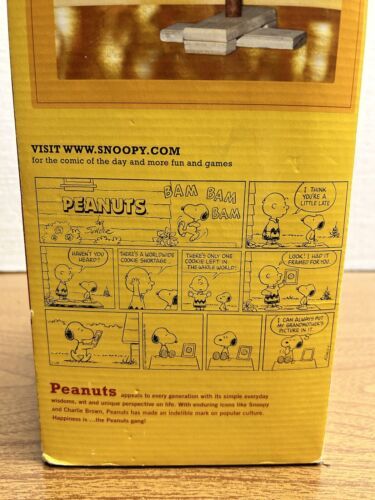 VISIT WWW.SNOOPY.COM
for the comic of the day and more fun and games
PEANUTS
by
SCHULZ
BAM BAM
BAM
I THINK
YOU'RE A
LITTLE LATE
HAVEN'T YOU
HEARD?
THERE'S A WORLDWIDE
COOKIE SHORTAGE
THERE'S ONLY ONE
COOKIE LEFT IN
THE WHOLE WORLD!
LOOK! I HAD IT
FRAMED FOR YOU
I CAN ALWAYS PUT
MY GRANDMOTHER'S
PICTURE IN IT..
Peanuts appeals to every generation with its simple everyday
wisdoms, wit and unique perspective on life. With enduring icons like Snoopy
and Charlie Brown, Peanuts has made an indelible mark on popular culture.
Happiness is...the Peanuts gang!